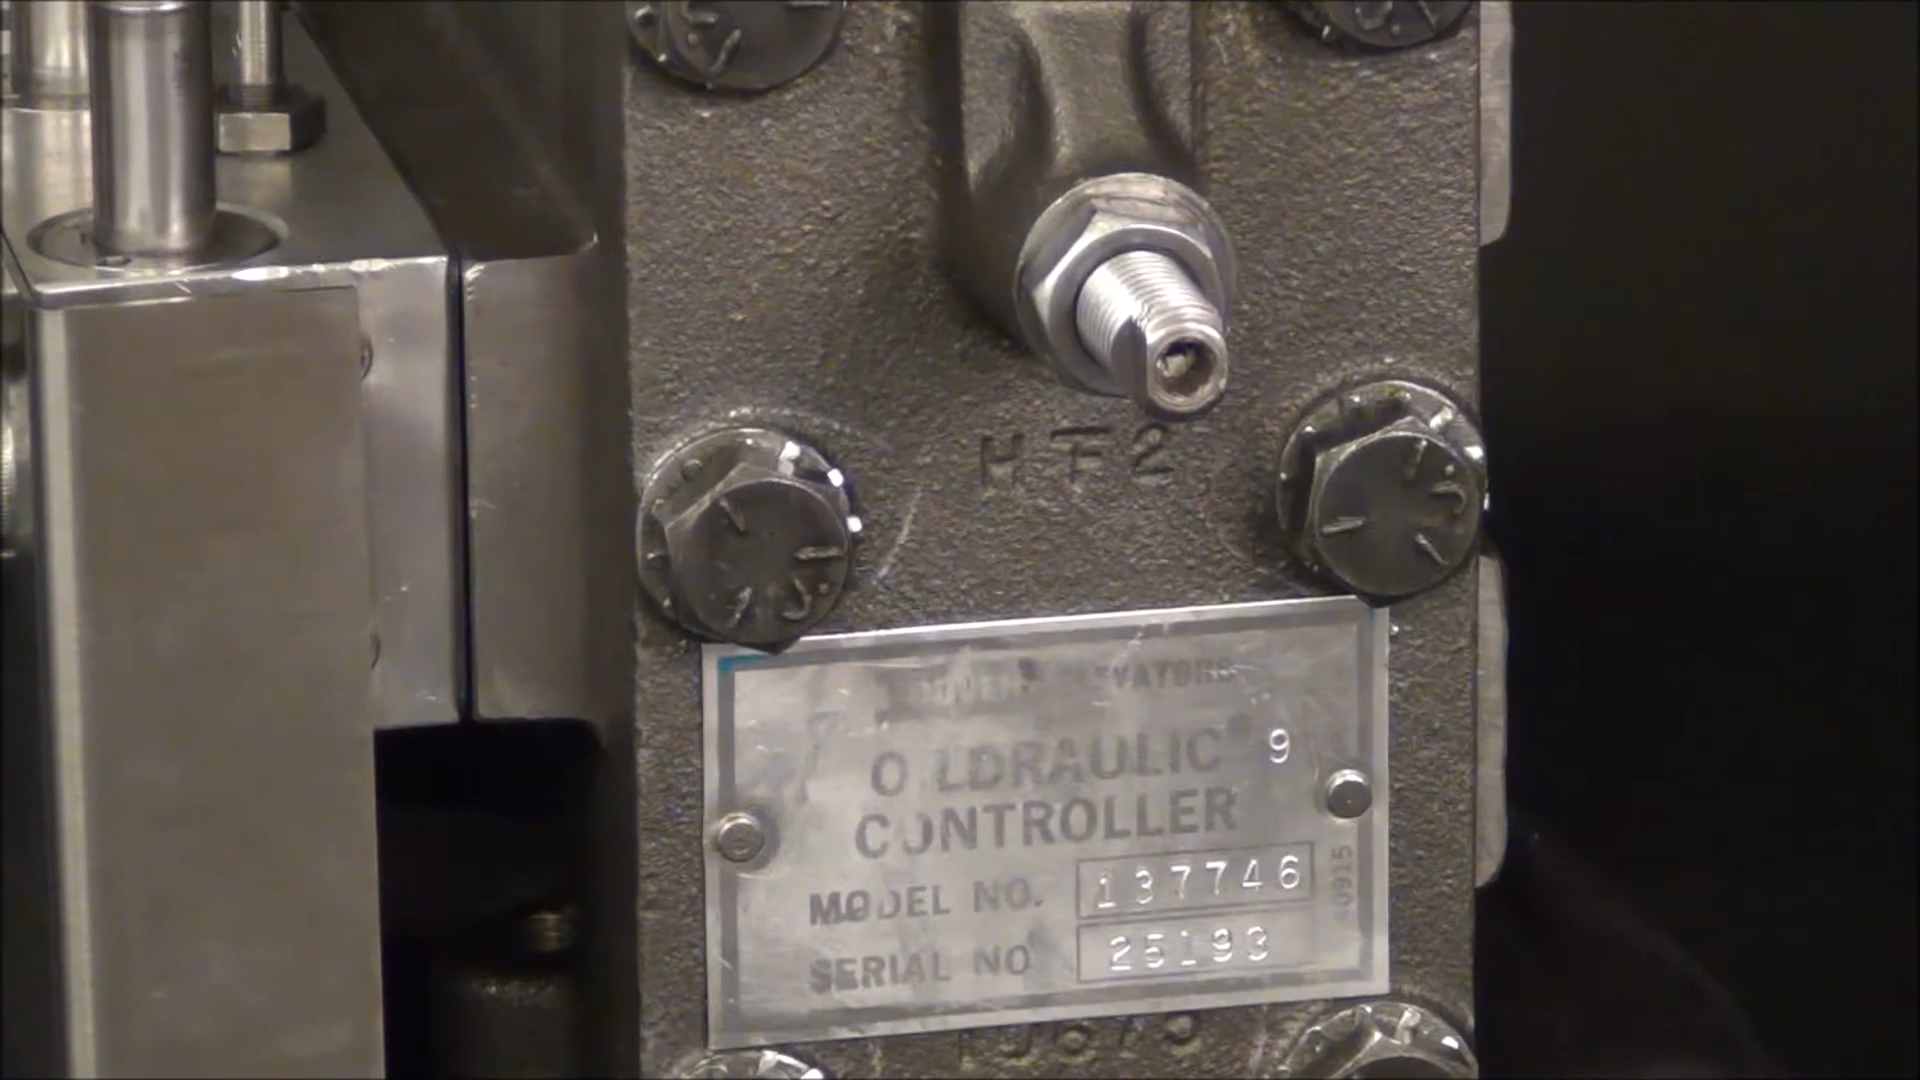 HF2
OILDRAULIC 9
CONTROLLER
MODEL NO. 137746
SERIAL NO 25193